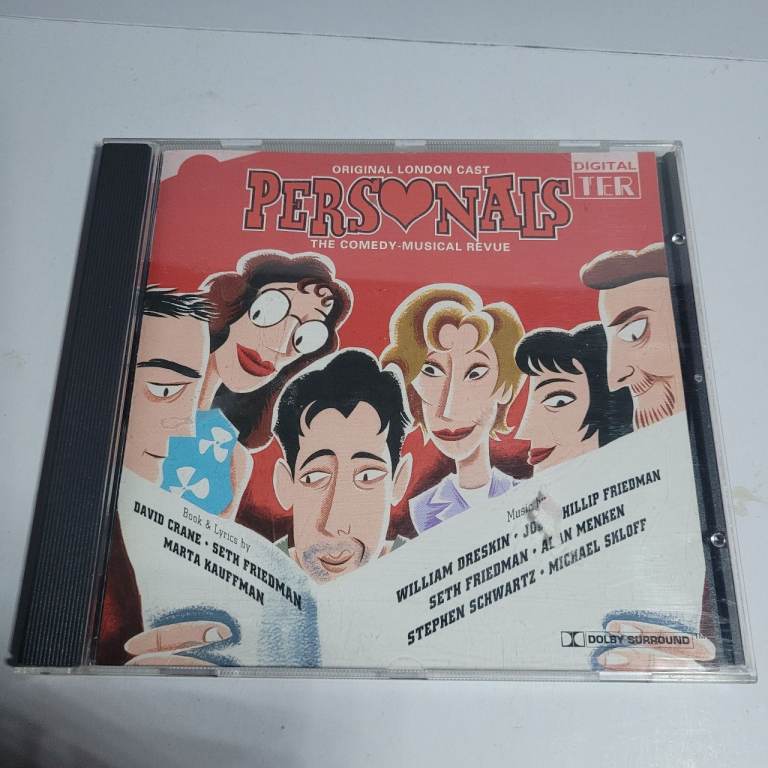 ORIGINAL LONDON CAST
PERSONALS
THE COMEDY-MUSICAL REVUE
DIGITAL
TER
Book & Lyrics by
DAVID CRANE • SETH FRIEDMAN
MARTA KAUFFMAN
HILLIP FRIEDMAN
WILLIAM DRESKIN •
SETH FRIEDMAN • MENKEN
STEPHEN SCHWARTZ • MICHAEL SKLOFF
DOLBY SURROUND TM